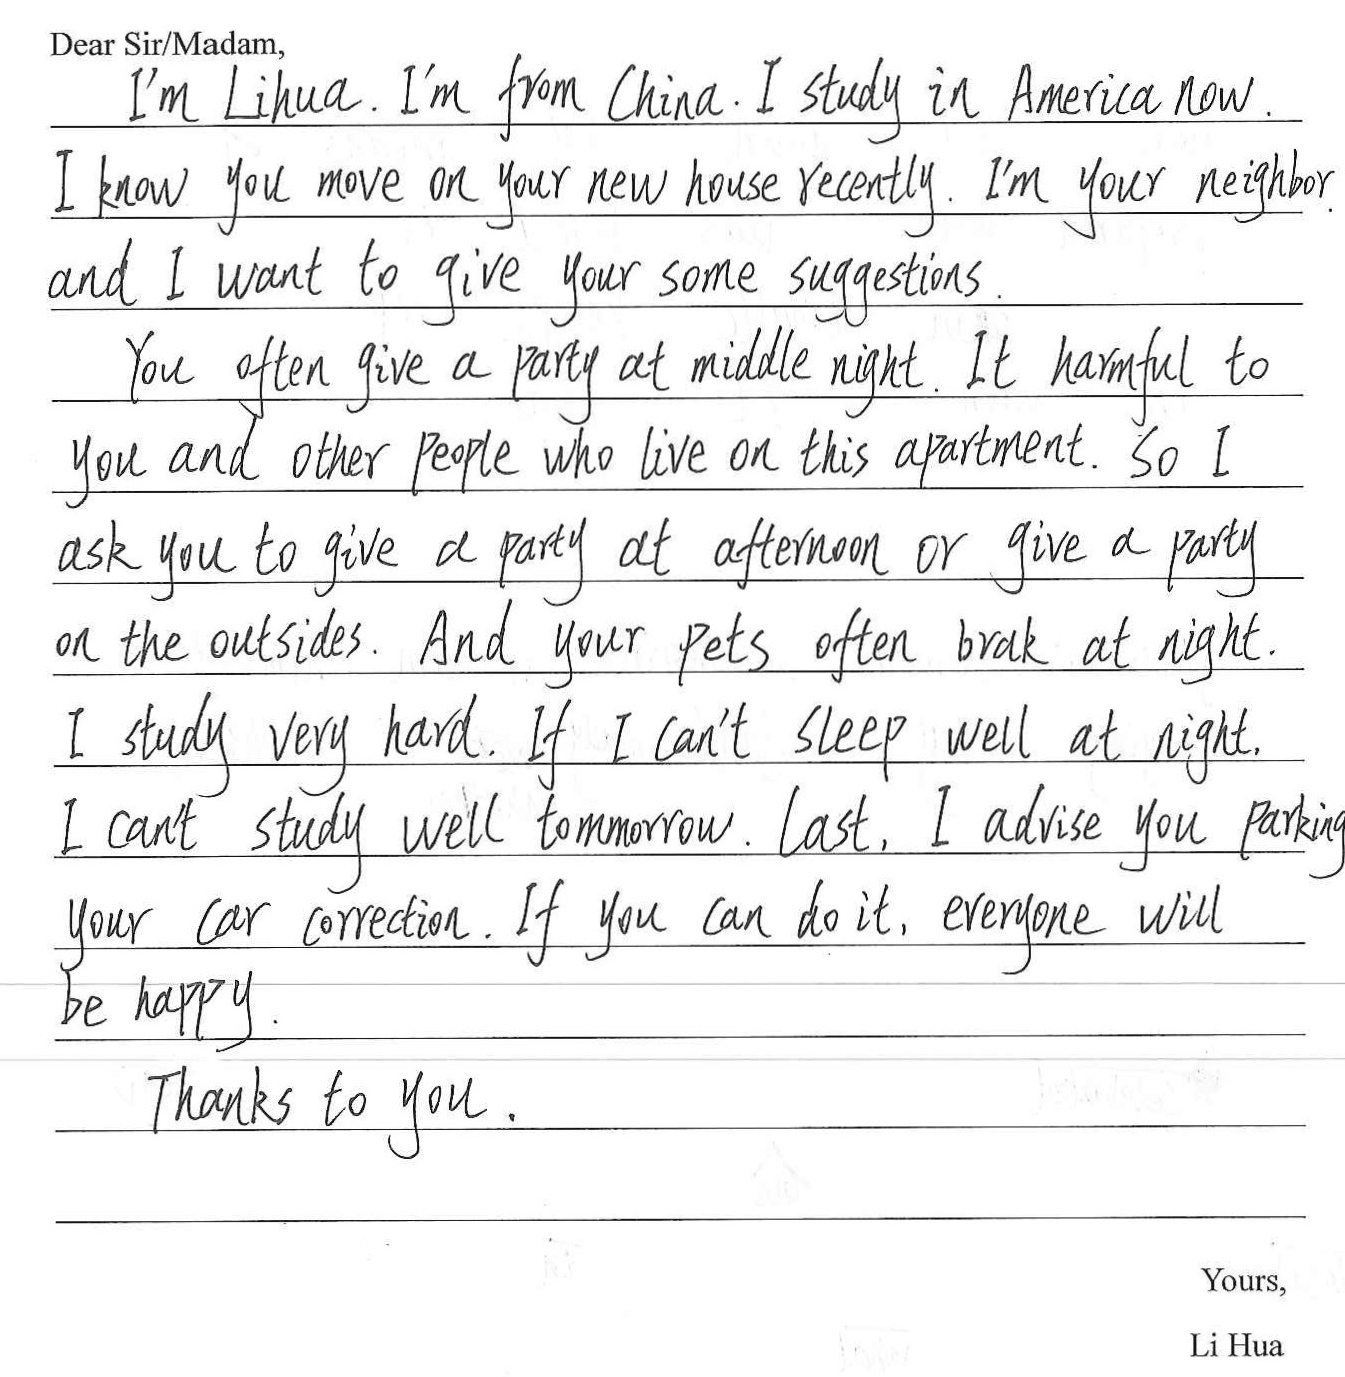 Dear Sir/Madam,
I'm Lihua. I'm from China. I study in America now.
I know you move on your new house recently. I'm your neighbor.
and I want to give your some suggestions.
You often give a party at middle night. It harmful to
you and other people who live on this apartment. So I
ask you to give a party at afternoon or give a party
on the outsides. And your pets often brak at night.
I study very hard. If I can't sleep well at night,
I can't study well tommorrow. Last, I advise you parking
your car correction. If you can do it, everyone will
be happy.
Thanks to you.
Yours,
Li Hua